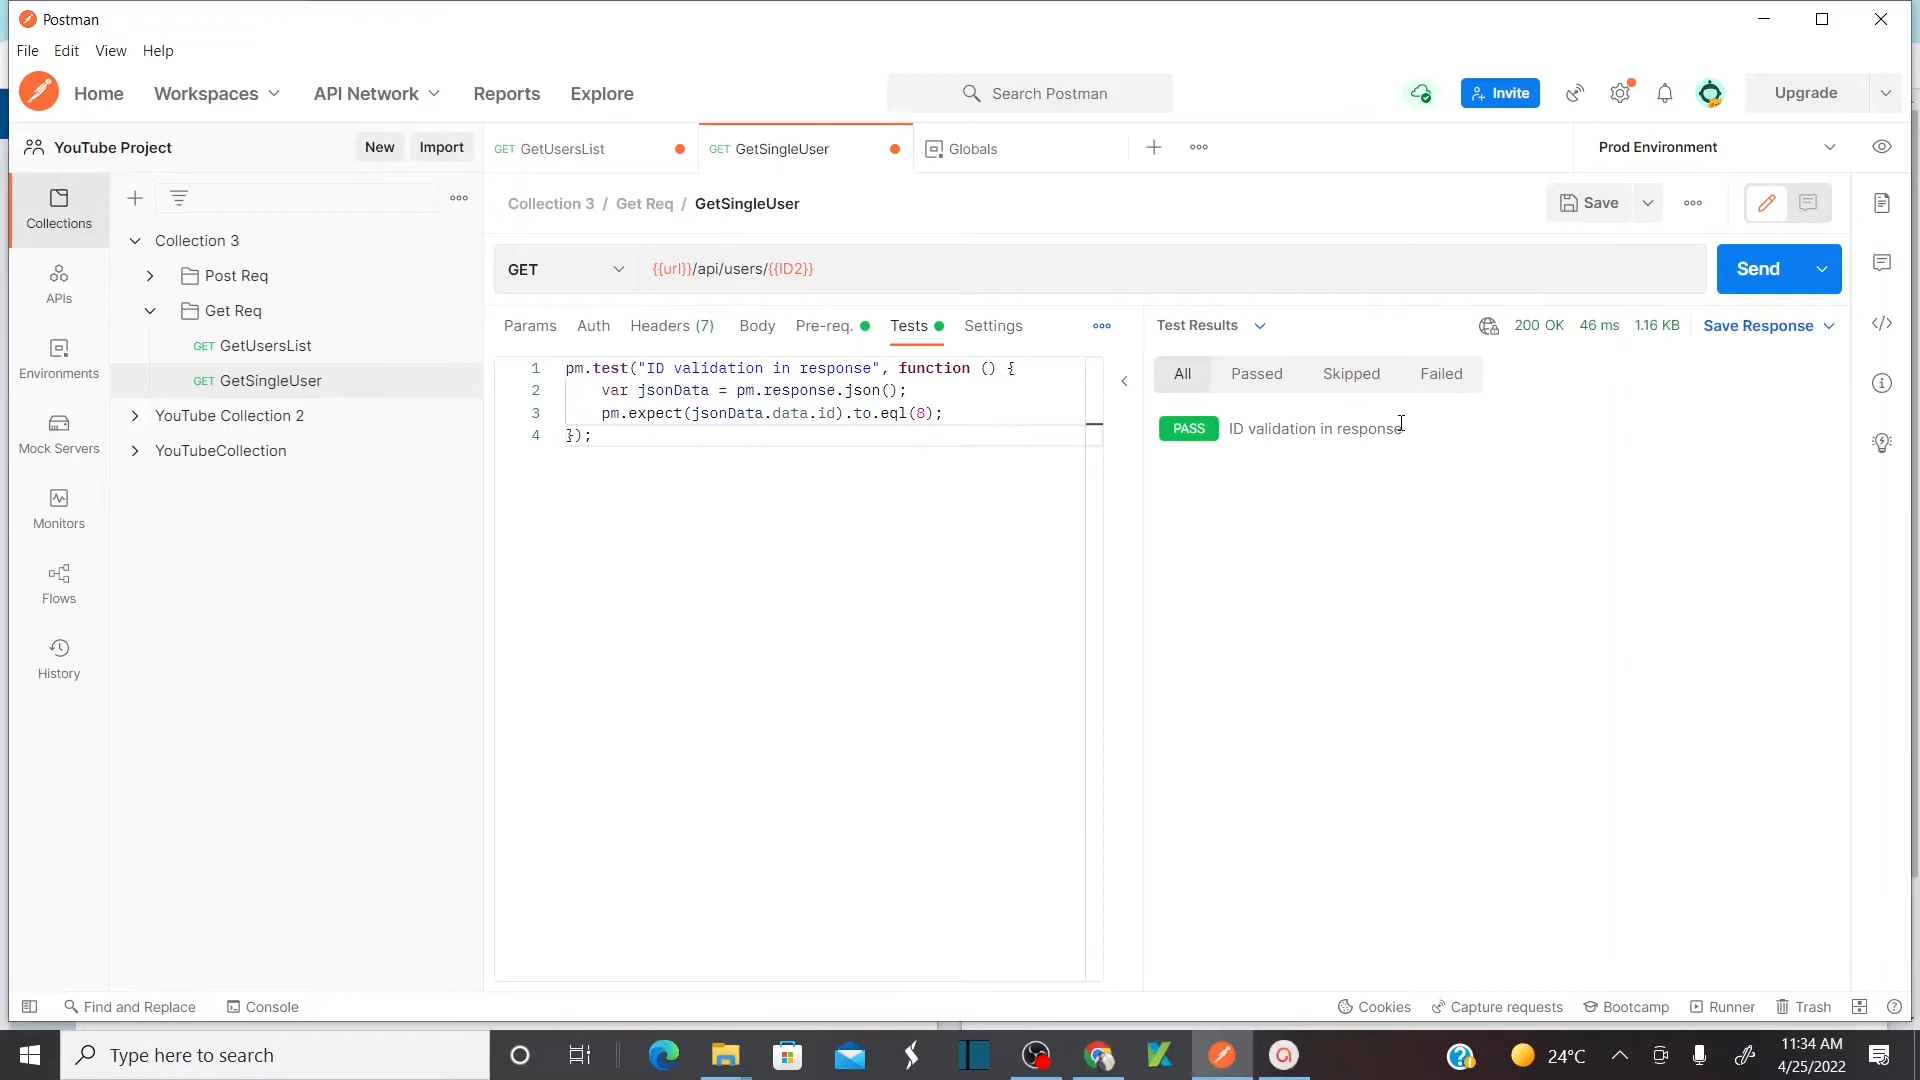 Postman
File Edit View Help
Home Workspaces API Network Reports Explore Search Postman Invite Upgrade
YouTube Project New Import GET GetUsersList GET GetSingleUser Globals Prod Environment
Collections
Collection 3 / Get Req / GetSingleUser Save
Collection 3
GET {{url}}/api/users/{{ID2}} Send
Post Req
APIs
Get Req
Params Auth Headers (7) Body Pre-req. Tests Settings
Test Results 200 OK 46 ms 1.16 KB Save Response
GET GetUsersList
Environments
GET GetSingleUser
1 pm.test("ID validation in response", function () {
2 var jsonData = pm.response.json();
3 pm.expect(jsonData.data.id).to.eql(8);
4 });
All Passed Skipped Failed
PASS ID validation in response
YouTube Collection 2
Mock Servers
YouTubeCollection
Monitors
Flows
History
Find and Replace Console Cookies Capture requests Bootcamp Runner Trash
Type here to search 24°C 11:34 AM
4/25/2022